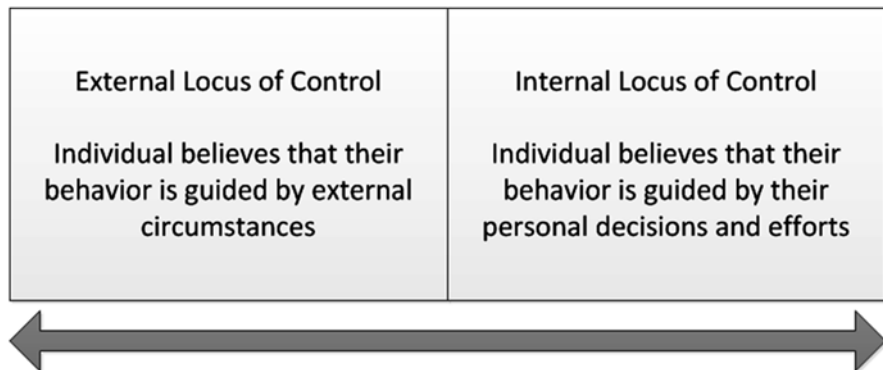 External Locus of Control
Individual believes that their
behavior is guided by external
circumstances
Internal Locus of Control
Individual believes that their
behavior is guided by their
personal decisions and efforts